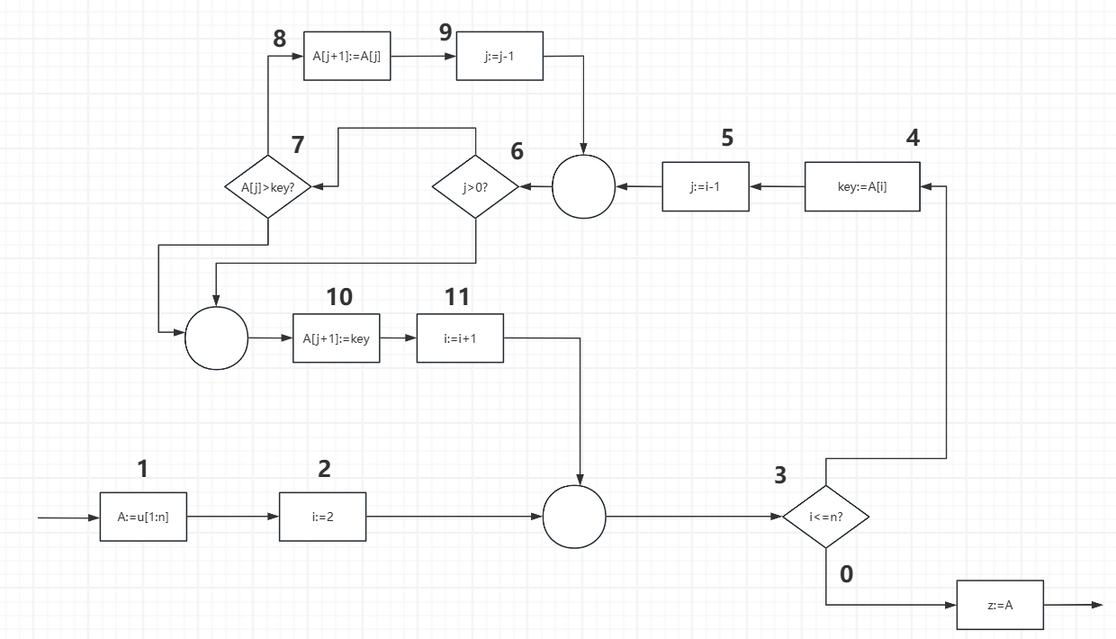 8
A[j+1]:=A[j]
9
j:=j-1
7
A[j]>key?
6
j>0?
5
j:=i-1
4
key:=A[i]
10
A[j+1]:=key
11
i:=i+1
1
A:=u[1:n]
2
i:=2
3
i<=n?
0
z:=A